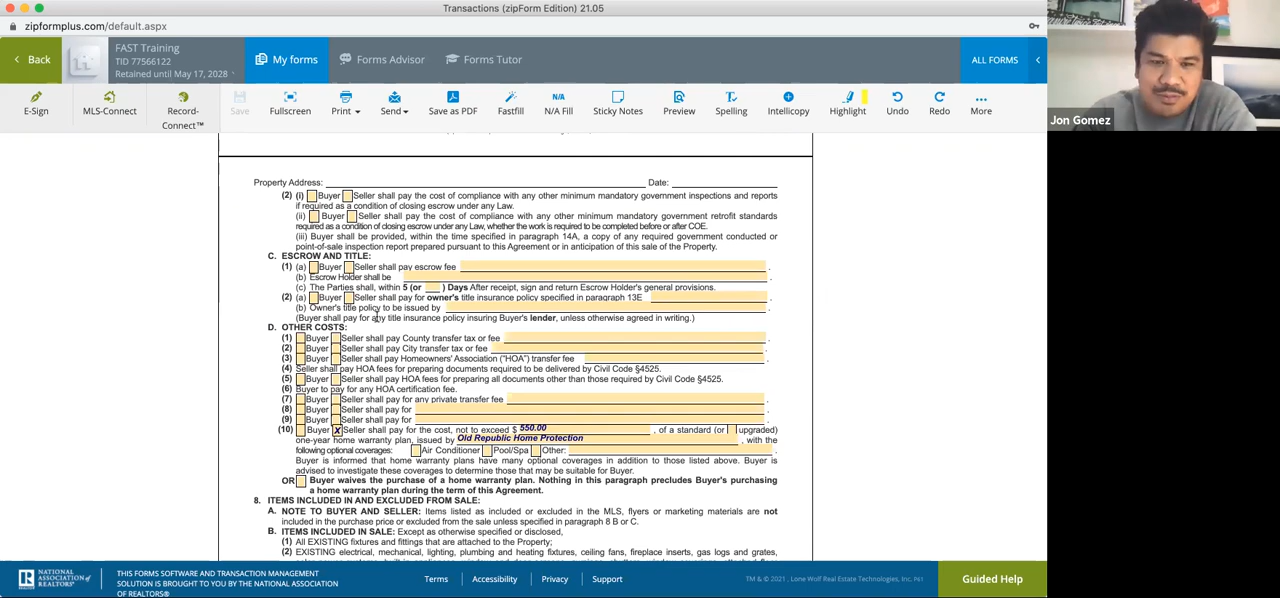 Transactions (zipForm Edition) 21.05
zipformplus.com/default.aspx
Back
FAST Training
TID 77566122
Retained until May 17, 2028
My forms
Forms Advisor
Forms Tutor
ALL FORMS
E-Sign
MLS-Connect
Record-
Connect™
Save
Fullscreen
Print
Send
Save as PDF
Fastfill
N/A
N/A Fill
Sticky Notes
Preview
Spelling
Intellicopy
Highlight
Undo
Redo
More
Jon Gomez
Property Address: Date:
(2) (i) Buyer Seller shall pay the cost of compliance with any other minimum mandatory government inspections and reports
if required as a condition of closing escrow under any Law.
(ii) Buyer Seller shall pay the cost of compliance with any other minimum mandatory government retrofit standards
required as a condition of closing escrow under any Law, whether the work is required to be completed before or after COE.
(iii) Buyer shall be provided, within the time specified in paragraph 14A, a copy of any required government conducted or
point-of-sale inspection report prepared pursuant to this Agreement or in anticipation of this sale of the Property.
C. ESCROW AND TITLE:
(1) (a) Buyer Seller shall pay escrow fee .
(b) Escrow Holder shall be .
(c) The Parties shall, within 5 (or ) Days After receipt, sign and return Escrow Holder's general provisions.
(2) (a) Buyer Seller shall pay for owner's title insurance policy specified in paragraph 13E .
(b) Owner's title policy to be issued by .
(Buyer shall pay for any title insurance policy insuring Buyer's lender, unless otherwise agreed in writing.)
D. OTHER COSTS:
(1) Buyer Seller shall pay County transfer tax or fee .
(2) Buyer Seller shall pay City transfer tax or fee .
(3) Buyer Seller shall pay Homeowners' Association ("HOA") transfer fee .
(4) Seller shall pay HOA fees for preparing documents required to be delivered by Civil Code §4525.
(5) Buyer Seller shall pay HOA fees for preparing all documents other than those required by Civil Code §4525.
(6) Buyer to pay for any HOA certification fee.
(7) Buyer Seller shall pay for any private transfer fee .
(8) Buyer Seller shall pay for .
(9) Buyer Seller shall pay for .
(10) Buyer X Seller shall pay for the cost, not to exceed $ 550.00 , of a standard (or upgraded)
one-year home warranty plan, issued by Old Republic Home Protection , with the
following optional coverages: Air Conditioner Pool/Spa Other: .
Buyer is informed that home warranty plans have many optional coverages in addition to those listed above. Buyer is
advised to investigate these coverages to determine those that may be suitable for Buyer.
OR Buyer waives the purchase of a home warranty plan. Nothing in this paragraph precludes Buyer's purchasing
a home warranty plan during the term of this Agreement.
8. ITEMS INCLUDED IN AND EXCLUDED FROM SALE:
A. NOTE TO BUYER AND SELLER: Items listed as included or excluded in the MLS, flyers or marketing materials are not
included in the purchase price or excluded from the sale unless specified in paragraph 8 B or C.
B. ITEMS INCLUDED IN SALE: Except as otherwise specified or disclosed,
(1) All EXISTING fixtures and fittings that are attached to the Property;
(2) EXISTING electrical, mechanical, lighting, plumbing and heating fixtures, ceiling fans, fireplace inserts, gas logs and grates,
NATIONAL
ASSOCIATION of
REALTORS®
THIS FORMS SOFTWARE AND TRANSACTION MANAGEMENT
SOLUTION IS BROUGHT TO YOU BY THE NATIONAL ASSOCIATION
OF REALTORS®
Terms
Accessibility
Privacy
Support
TM & © 2021 , Lone Wolf Real Estate Technologies, Inc.
Guided Help